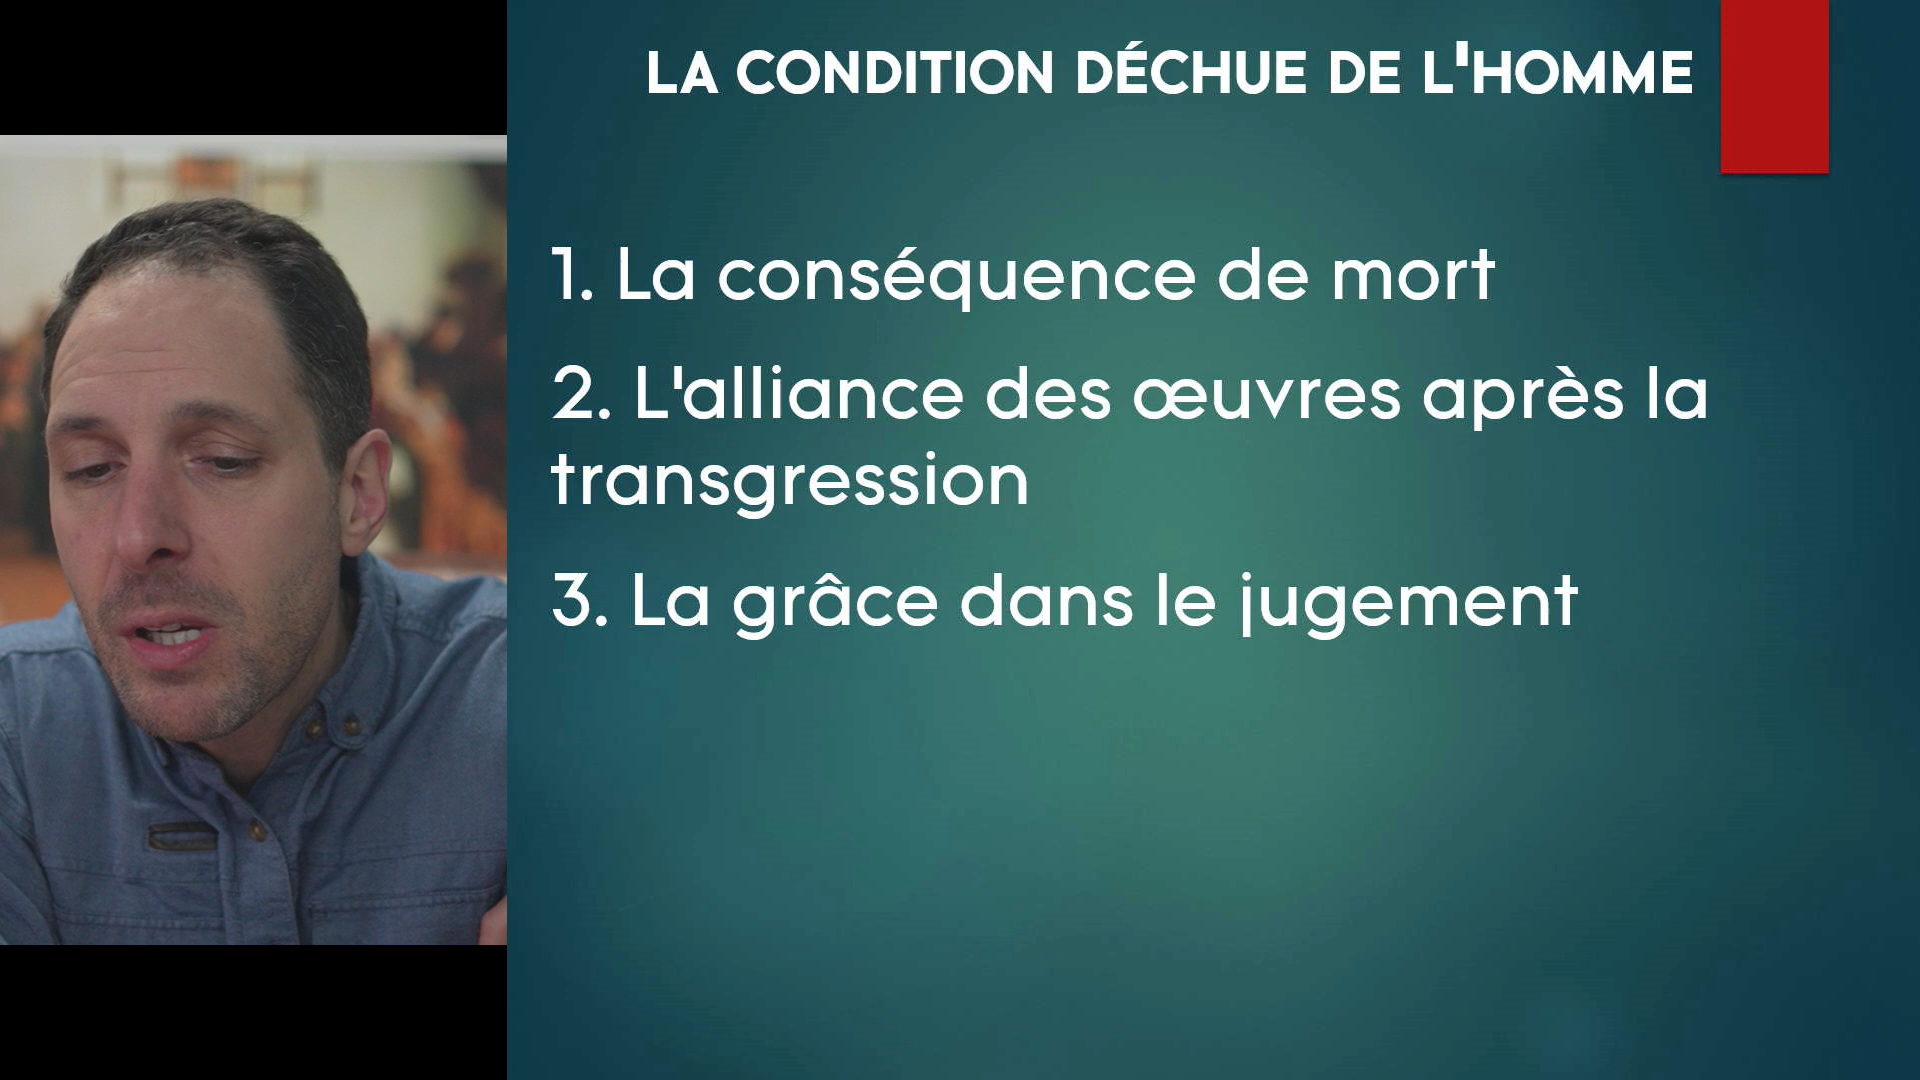 LA CONDITION DÉCHUE DE L'HOMME
1. La conséquence de mort
2. L'alliance des œuvres après la
transgression
3. La grâce dans le jugement